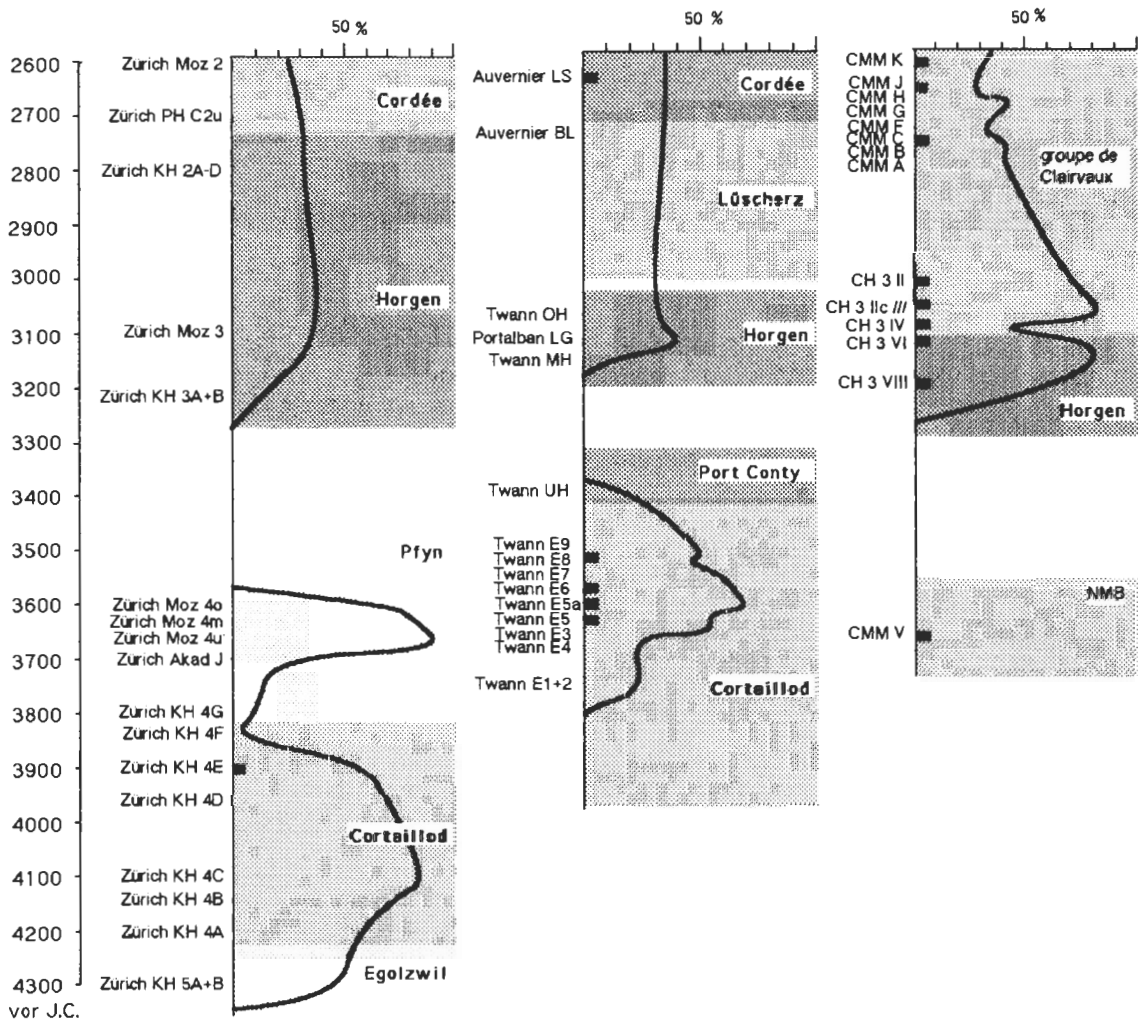 50 %
50 %
50 %
2600
2700
2800
2900
3000
3100
3200
3300
3400
3500
3600
3700
3800
3900
4000
4100
4200
4300
vor J.C.
Zürich Moz 2
Zürich PH C2u
Zürich KH 2A-D
Zürich Moz 3
Zürich KH 3A+B
Zürich Moz 4o
Zürich Moz 4m
Zürich Moz 4u
Zürich Akad J
Zürich KH 4G
Zürich KH 4F
Zürich KH 4E
Zürich KH 4D
Zürich KH 4C
Zürich KH 4B
Zürich KH 4A
Zürich KH 5A+B
Cordée
Horgen
Pfyn
Cortaillod
Egolzwil
Auvernier LS
Auvernier BL
Twann OH
Portalban LG
Twann MH
Twann UH
Twann E9
Twann E8
Twann E7
Twann E6
Twann E5a
Twann E5
Twann E3
Twann E4
Twann E1+2
Cordée
Lüscherz
Horgen
Port Conty
Cortaillod
CMM K
CMM J
CMM H
CMM G
CMM F
CMM C
CMM B
CMM A
CH 3 II
CH 3 IIc III
CH 3 IV
CH 3 VI
CH 3 VIII
CMM V
groupe de
Clairvaux
Horgen
NMB